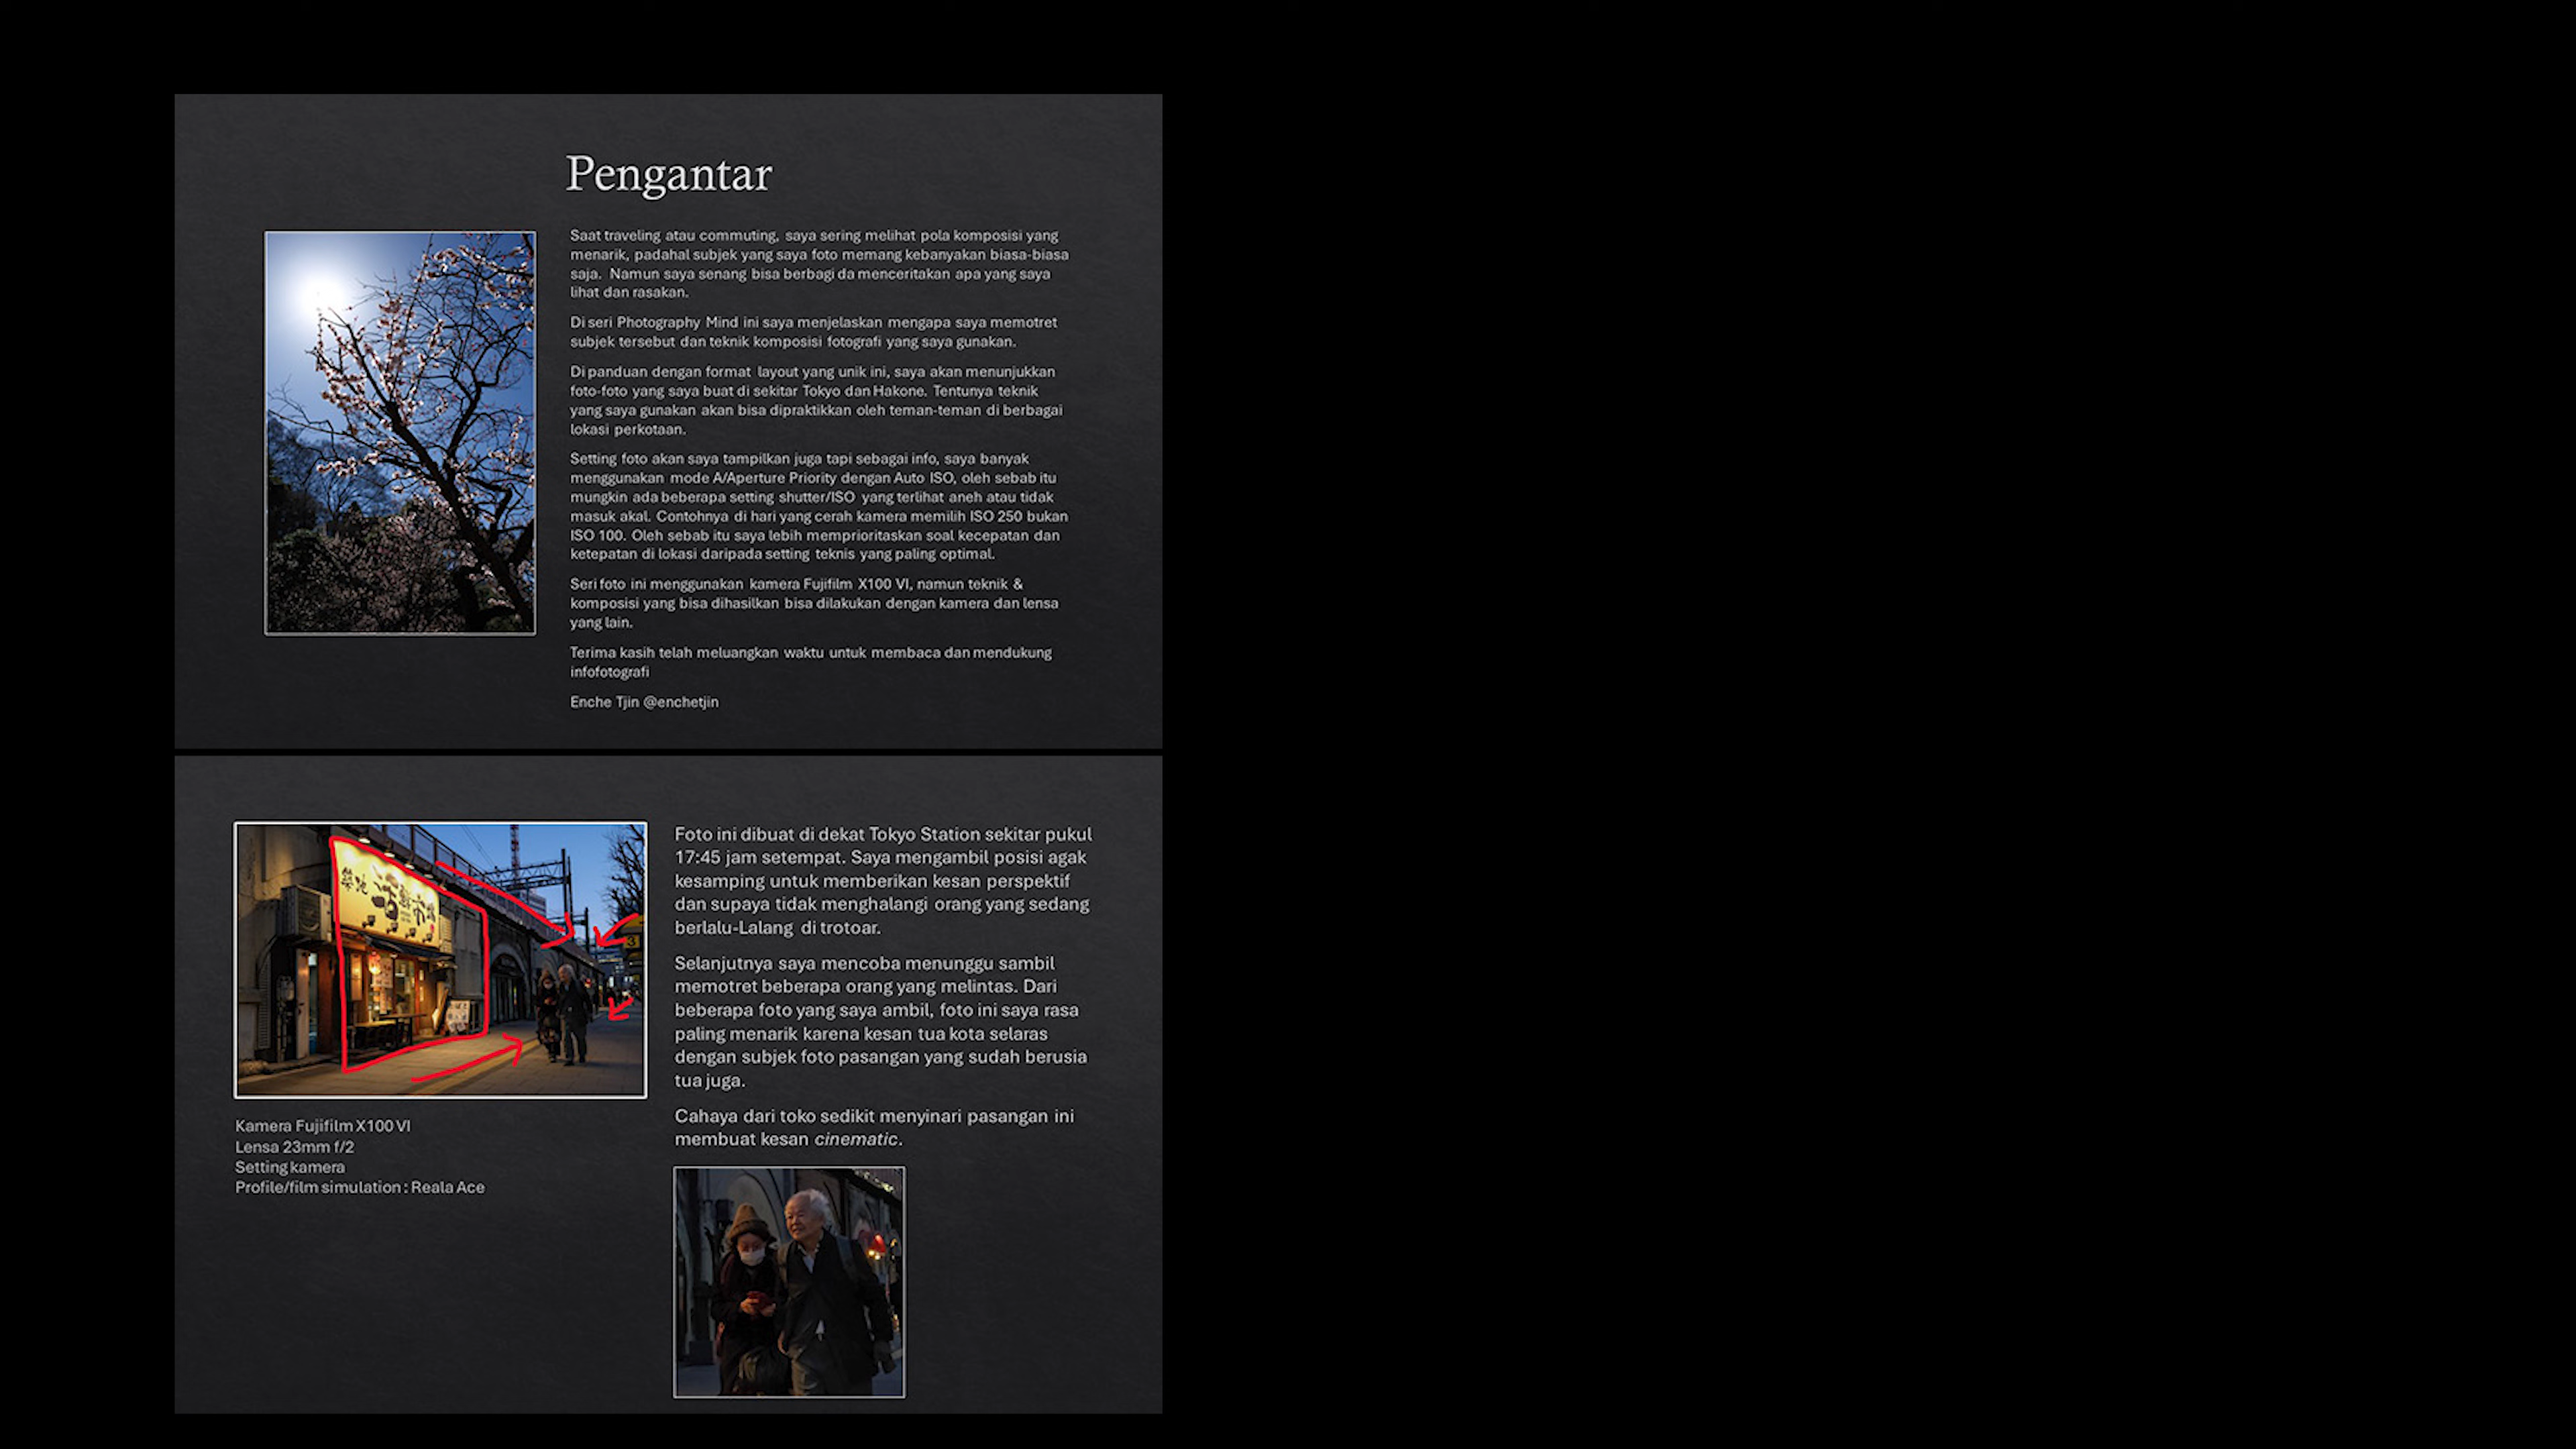 Pengantar
Saat traveling atau commuting, saya sering melihat pola komposisi yang
menarik, padahal subjek yang saya foto memang kebanyakan biasa-biasa
saja. Namun saya senang bisa berbagi da menceritakan apa yang saya
lihat dan rasakan.
Di seri Photography Mind ini saya menjelaskan mengapa saya memotret
subjek tersebut dan teknik komposisi fotografi yang saya gunakan.
Di panduan dengan format layout yang unik ini, saya akan menunjukkan
foto-foto yang saya buat di sekitar Tokyo dan Hakone. Tentunya teknik
yang saya gunakan akan bisa dipraktikkan oleh teman-teman di berbagai
lokasi perkotaan.
Setting foto akan saya tampilkan juga tapi sebagai info, saya banyak
menggunakan mode A/Aperture Priority dengan Auto ISO, oleh sebab itu
mungkin ada beberapa setting shutter/ISO yang terlihat aneh atau tidak
masuk akal. Contohnya di hari yang cerah kamera memilih ISO 250 bukan
ISO 100. Oleh sebab itu saya lebih memprioritaskan soal kecepatan dan
ketepatan di lokasi daripada setting teknis yang paling optimal.
Seri foto ini menggunakan kamera Fujifilm X100 VI, namun teknik &
komposisi yang bisa dihasilkan bisa dilakukan dengan kamera dan lensa
yang lain.
Terima kasih telah meluangkan waktu untuk membaca dan mendukung
infofotografi
Enche Tjin @enchetjin
築地
3
Kamera Fujifilm X100 VI
Lensa 23mm f/2
Setting kamera
Profile/film simulation : Reala Ace
Foto ini dibuat di dekat Tokyo Station sekitar pukul
17:45 jam setempat. Saya mengambil posisi agak
kesamping untuk memberikan kesan perspektif
dan supaya tidak menghalangi orang yang sedang
berlalu-Lalang di trotoar.
Selanjutnya saya mencoba menunggu sambil
memotret beberapa orang yang melintas. Dari
beberapa foto yang saya ambil, foto ini saya rasa
paling menarik karena kesan tua kota selaras
dengan subjek foto pasangan yang sudah berusia
tua juga.
Cahaya dari toko sedikit menyinari pasangan ini
membuat kesan cinematic.